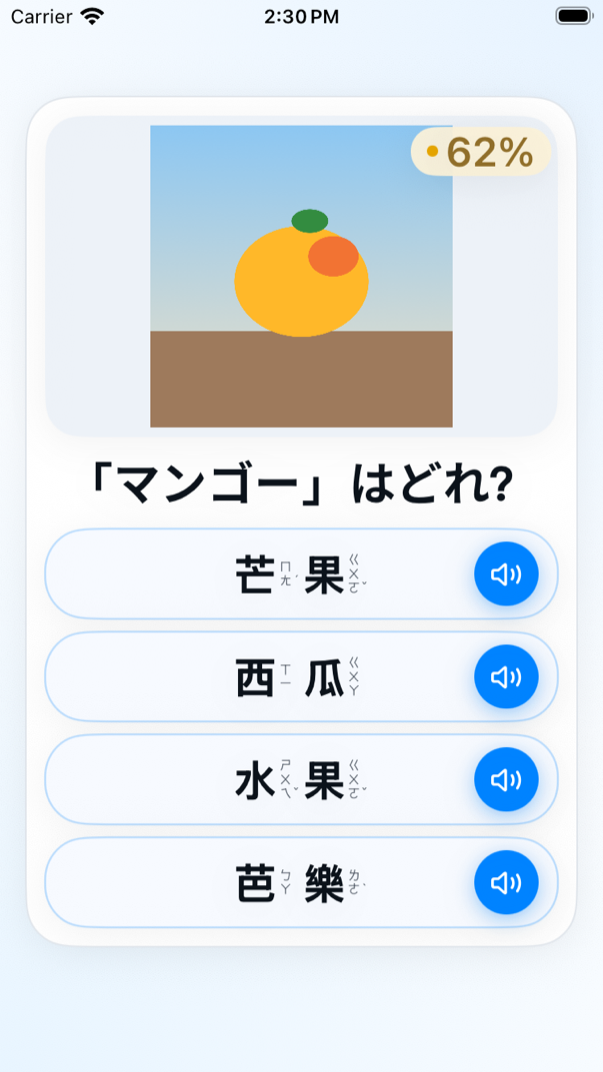 Carrier 2:30 PM
62%
「マンゴー」はどれ?
芒ㄇㄤˊ果ㄍㄨㄛˇ
西ㄒㄧ瓜ㄍㄨㄚ
水ㄕㄨㄟˇ果ㄍㄨㄛˇ
芭ㄅㄚ樂ㄌㄜˋ